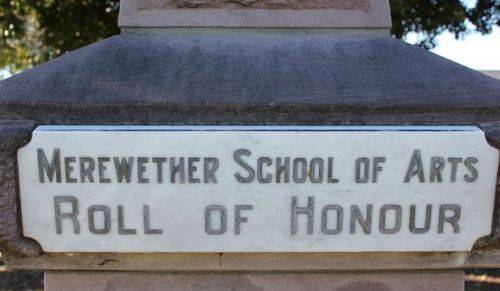 Merewether School of Arts
Roll of Honour